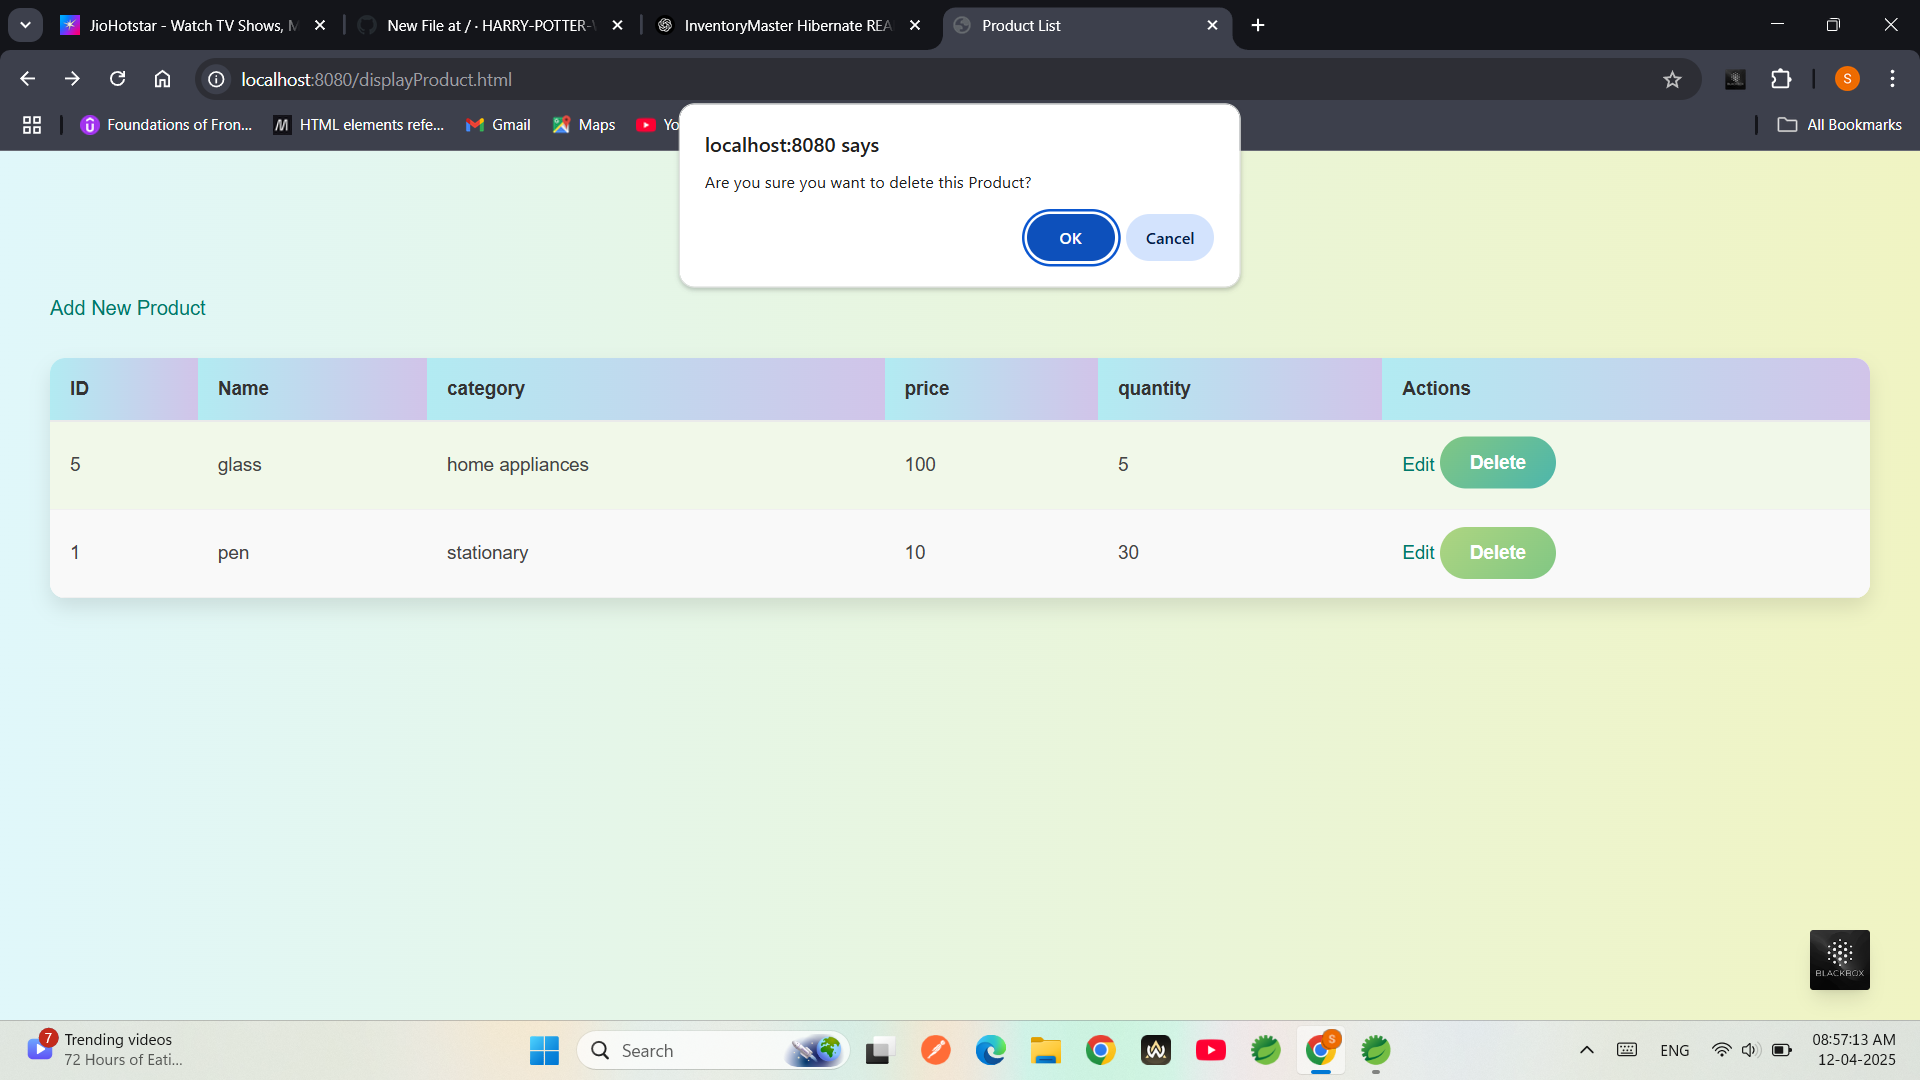 JioHotstar - Watch TV Shows, M
New File at / · HARRY-POTTER-
InventoryMaster Hibernate REA
Product List
localhost:8080/displayProduct.html
S
Foundations of Fron...
HTML elements refe...
Gmail
Maps
Yo
All Bookmarks
localhost:8080 says
Are you sure you want to delete this Product?
OK
Cancel
Add New Product
ID Name category price quantity Actions
5 glass home appliances 100 5 Edit Delete
1 pen stationary 10 30 Edit Delete
BLACKBOX
7
Trending videos
72 Hours of Eati...
Search
S
ENG
08:57:13 AM
12-04-2025